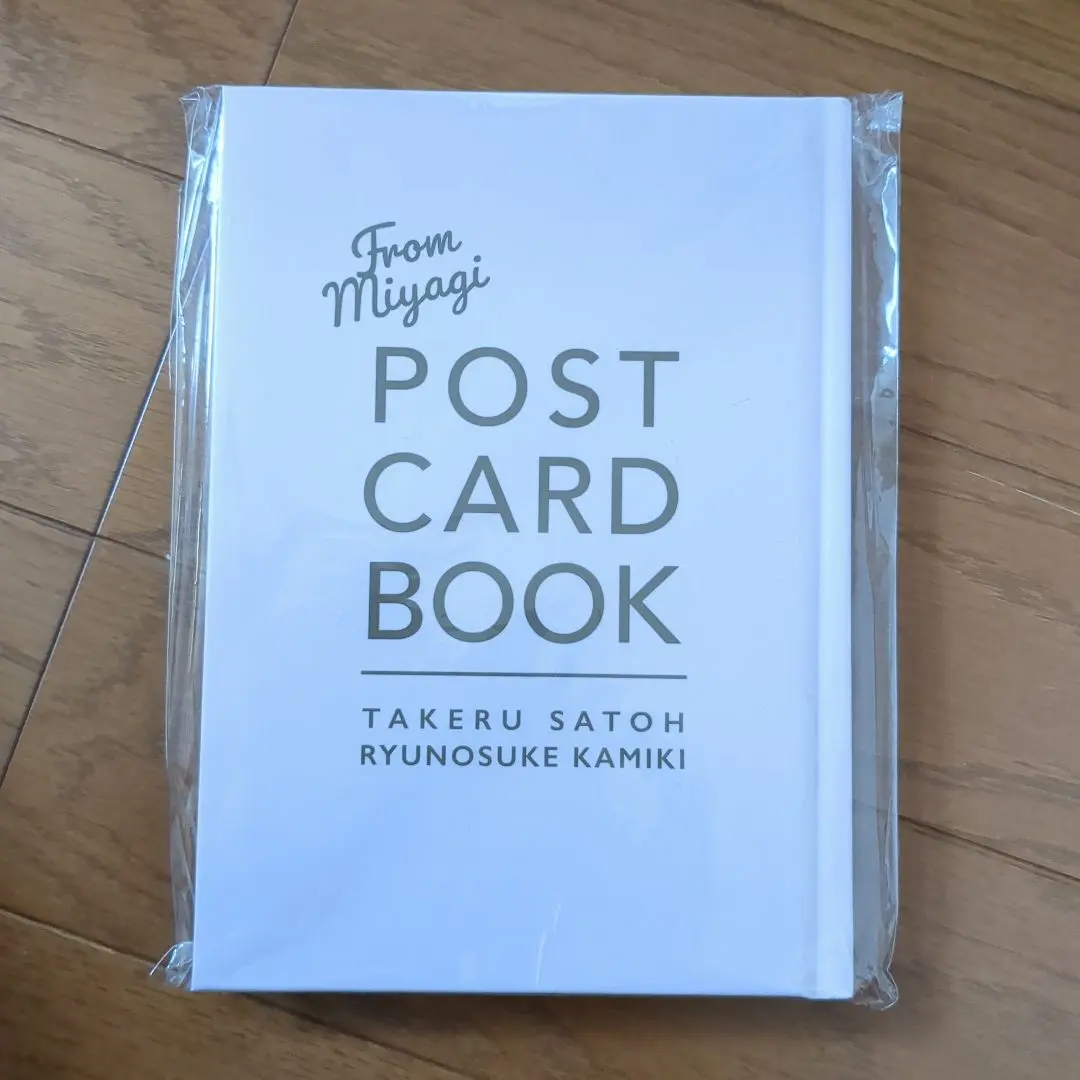 From
Miyagi
POST
CARD
BOOK
TAKERU SATOH
RYUNOSUKE KAMIKI